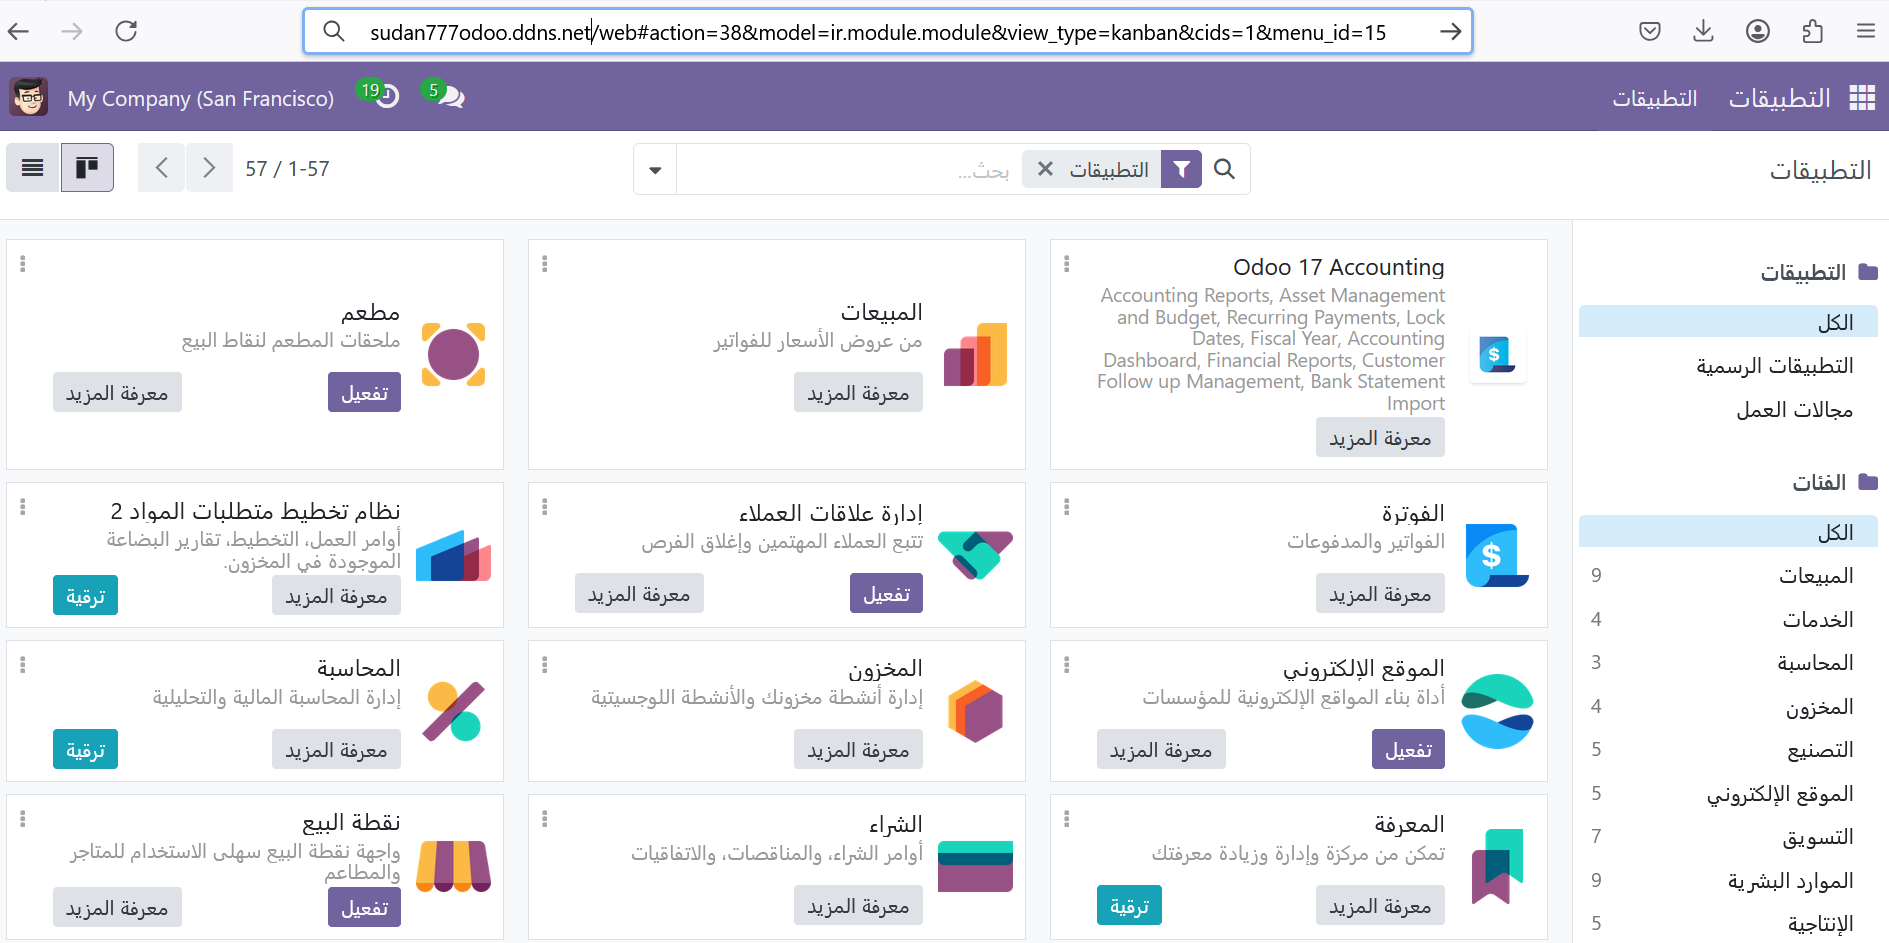 sudan777odoo.ddns.net/web#action=38&model=ir.module.module&view_type=kanban&cids=1&menu_id=15
التطبيقات
التطبيقات
5
19
My Company (San Francisco)
التطبيقات
التطبيقات
بحث...
57 / 1-57
التطبيقات
الكل
التطبيقات الرسمية
مجالات العمل
الفئات
الكل
المبيعات 9
الخدمات 4
المحاسبة 3
المخزون 4
التصنيع 5
الموقع الإلكتروني 5
التسويق 7
الموارد البشرية 9
الإنتاجية 5
Odoo 17 Accounting
Accounting Reports, Asset Management
and Budget, Recurring Payments, Lock
Dates, Fiscal Year, Accounting
Dashboard, Financial Reports, Customer
Follow up Management, Bank Statement
Import
معرفة المزيد
المبيعات
من عروض الأسعار للفواتير
معرفة المزيد
مطعم
ملحقات المطعم لنقاط البيع
تفعيل
معرفة المزيد
الفوترة
الفواتير والمدفوعات
معرفة المزيد
إدارة علاقات العملاء
تتبع العملاء المهتمين وإغلاق الفرص
تفعيل
معرفة المزيد
نظام تخطيط متطلبات المواد 2
أوامر العمل، التخطيط، تقارير البضاعة
الموجودة في المخزون.
معرفة المزيد
ترقية
الموقع الإلكتروني
أداة بناء المواقع الإلكترونية للمؤسسات
تفعيل
معرفة المزيد
المخزون
إدارة أنشطة مخزونك والأنشطة اللوجسيتية
معرفة المزيد
المحاسبة
إدارة المحاسبة المالية والتحليلية
معرفة المزيد
ترقية
المعرفة
تمكن من مركزة وإدارة وزيادة معرفتك
معرفة المزيد
ترقية
الشراء
أوامر الشراء، والمناقصات، والاتفاقيات
معرفة المزيد
نقطة البيع
واجهة نقطة البيع سهلى الاستخدام للمتاجر
والمطاعم
تفعيل
معرفة المزيد